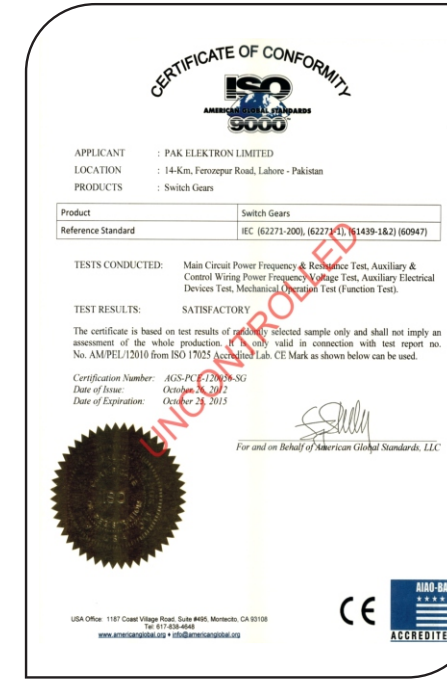 CERTIFICATE OF CONFORMITY
ISO
AMERICAN GLOBAL STANDARDS
9000
APPLICANT : PAK ELEKTRON LIMITED
LOCATION : 14-Km, Ferozepur Road, Lahore - Pakistan
PRODUCTS : Switch Gears
Product Switch Gears
Reference Standard IEC (62271-200), (62271-1), (61439-1&2) (60947)
TESTS CONDUCTED: Main Circuit Power Frequency & Resistance Test, Auxiliary &
Control Wiring Power Frequency Voltage Test, Auxiliary Electrical
Devices Test, Mechanical Operation Test (Function Test).
TEST RESULTS: SATISFACTORY
The certificate is based on test results of randomly selected sample only and shall not imply an
assessment of the whole production. It is only valid in connection with test report no.
No. AM/PEL/12010 from ISO 17025 Accredited Lab. CE Mark as shown below can be used.
Certification Number: AGS-PCE-120056-SG
Date of Issue: October 26, 2012
Date of Expiration: October 25, 2015
UNCONTROLLED
For and on Behalf of American Global Standards, LLC
USA Office: 1187 Coast Village Road, Suite #495, Montecito, CA 93108
Tel: 617-838-4648
www.americanglobal.org • info@americanglobal.org
CE
AIAO-BA
ACCREDITE